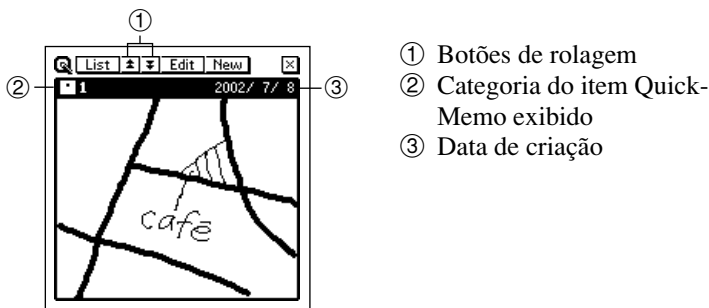 ①
List Edit New
② 1 2002/ 7/ 8 ③
café
① Botões de rolagem
② Categoria do item Quick-
Memo exibido
③ Data de criação